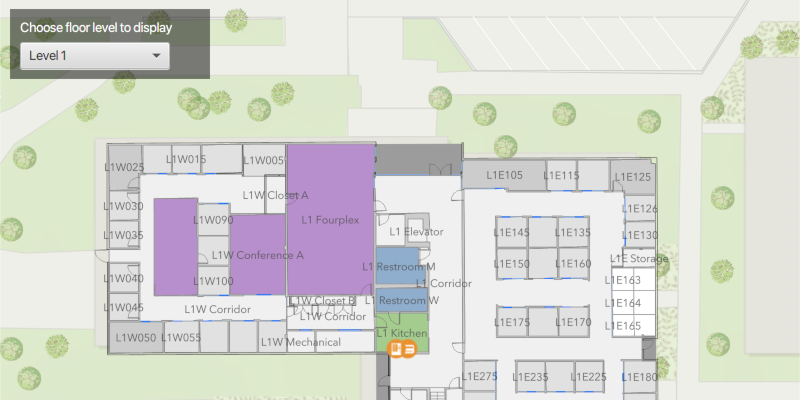 Choose floor level to display
Level 1
L1W025
L1W015
L1W005
L1W Closet A
L1W030
L1W035
L1W090
L1 Fourplex
L1W Conference A
L1W040
L1W100
L1W045
L1W Corridor
L1W Closet B
L1W Corridor
L1W050
L1W055
L1W Mechanical
L1 Elevator
L1 Restroom M
L1 Corridor
L1 Restroom W
L1 Kitchen
L1E105
L1E115
L1E125
L1E126
L1E130
L1E145
L1E135
L1E Storage
L1E150
L1E160
L1E163
L1E164
L1E165
L1E175
L1E170
L1E275
L1E235
L1E225
L1E180